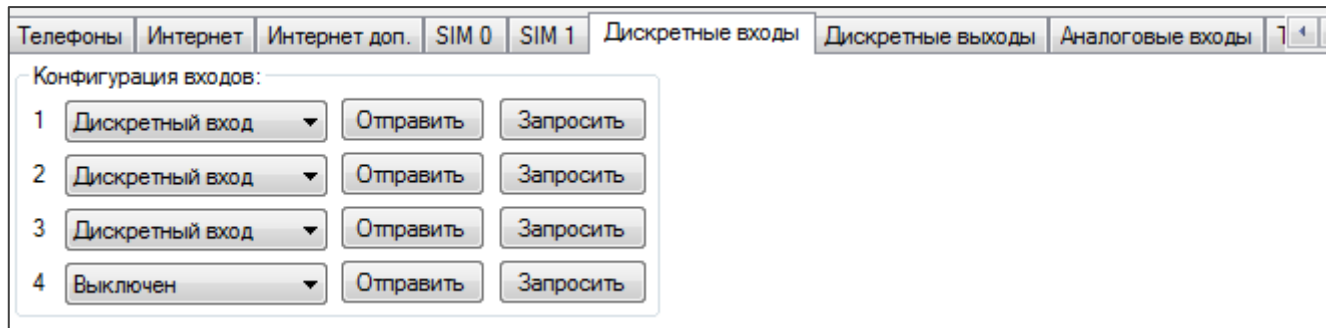 Телефоны Интернет Интернет доп. SIM 0 SIM 1 Дискретные входы Дискретные выходы Аналоговые входы
Конфигурация входов:
1 Дискретный вход Отправить Запросить
2 Дискретный вход Отправить Запросить
3 Дискретный вход Отправить Запросить
4 Выключен Отправить Запросить